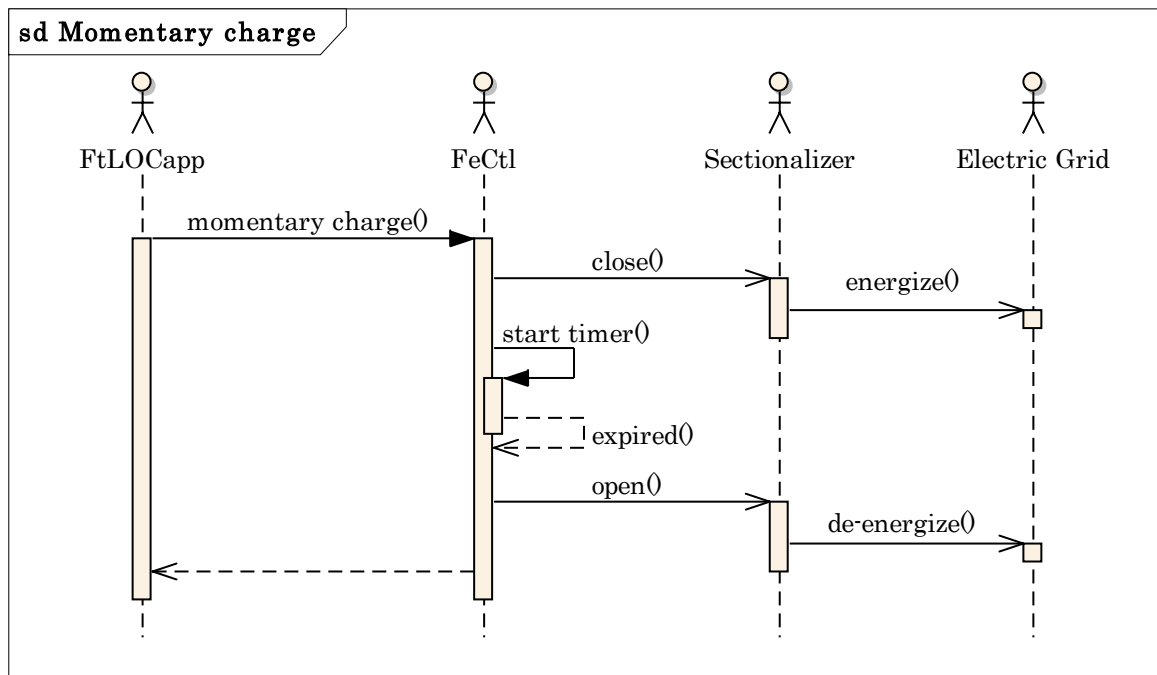 sd Momentary charge
FtLOCapp
FeCtl
Sectionalizer
Electric Grid
momentary charge()
close()
energize()
start timer()
expired()
open()
de-energize()